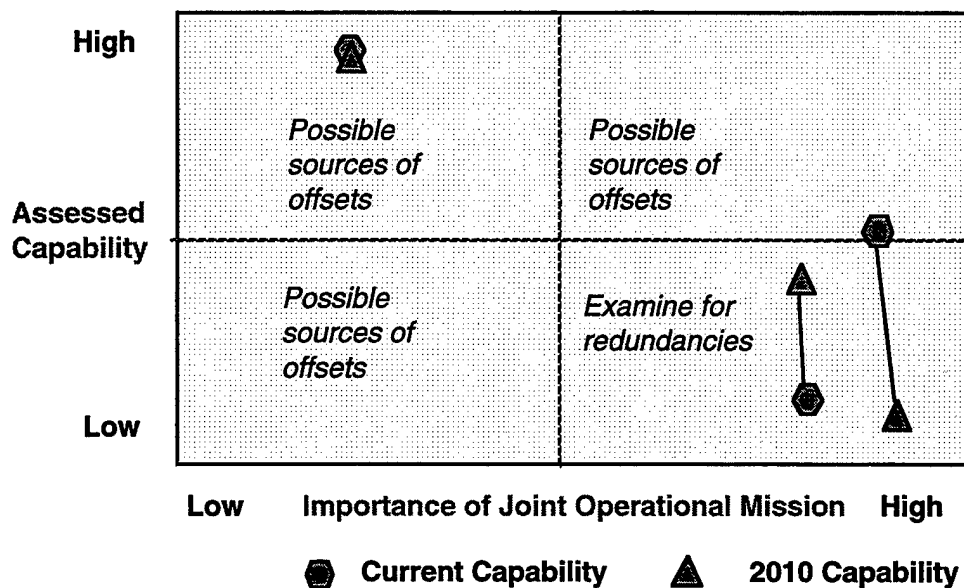 High
Possible
sources of
offsets
Possible
sources of
offsets
Assessed
Capability
Possible
sources of
offsets
Examine for
redundancies
Low
Low Importance of Joint Operational Mission High
Current Capability 2010 Capability